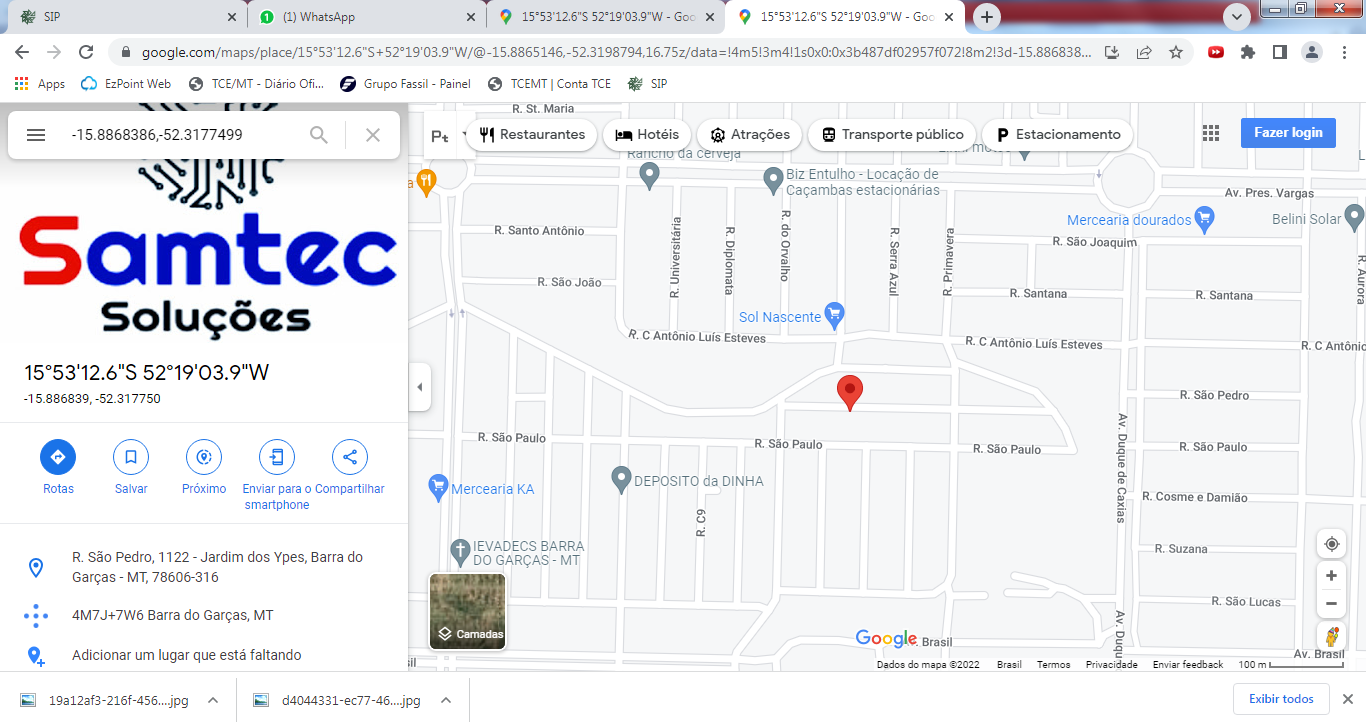 SIP
(1) WhatsApp
15°53'12.6"S 52°19'03.9"W - Goo
15°53'12.6"S 52°19'03.9"W - Goo
google.com/maps/place/15°53'12.6"S+52°19'03.9"W/@-15.8865146,-52.3198794,16.75z/data=!4m5!3m4!1s0x0:0x3b487df02957f072!8m2!3d-15.886838...
Apps
EzPoint Web
TCE/MT - Diário Ofi...
Grupo Fassil - Painel
TCEMT | Conta TCE
SIP
-15.8868386,-52.3177499
Samtec
Soluções
15°53'12.6"S 52°19'03.9"W
-15.886839, -52.317750
Rotas
Salvar
Próximo
Enviar para o
smartphone
Compartilhar
R. São Pedro, 1122 - Jardim dos Ypes, Barra do
Garças - MT, 78606-316
4M7J+7W6 Barra do Garças, MT
Adicionar um lugar que está faltando
R. St. Maria
Pt
Restaurantes
Hotéis
Atrações
Transporte público
P Estacionamento
Fazer login
Rancho da cerveja
Biz Entulho - Locação de
Caçambas estacionárias
Av. Pres. Vargas
Mercearia dourados
Belini Solar
R. Santo Antônio
R. Universitária
R. Diplomata
R. do Orvalho
R. Serra Azul
R. Primavera
R. São Joaquim
R. Aurora
R. São João
R. Santana
R. Santana
Sol Nascente
R. C Antônio Luís Esteves
R. C Antônio Luís Esteves
R. C Antônio Luís Esteves
R. São Pedro
R. São Paulo
R. São Paulo
R. São Paulo
R. São Paulo
Av. Duque de Caxias
Mercearia KA
DEPOSITO da DINHA
R. Cosme e Damião
R. C9
IEVADECS BARRA
DO GARÇAS - MT
R. Suzana
R. São Lucas
Av. Duqu
Camadas
Google
Brasil
Av. Brasil
sil
Dados do mapa ©2022
Brasil
Termos
Privacidade
Enviar feedback
100 m
19a12af3-216f-456....jpg
d4044331-ec77-46....jpg
Exibir todos